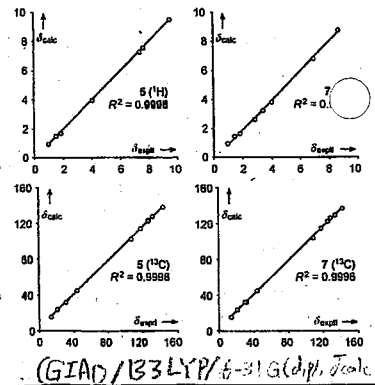 10
8
6
4
2
0
δcalc
6 (¹H)
R² = 0.9998
δexptl
0 2 4 6 8 10
10
8
6
4
2
0
δcalc
7
R² = 0.
δexptl
0 2 4 6 8 10
160
120
80
40
0
δcalc
5 (¹³C)
R² = 0.9998
δexptl
0 40 80 120 160
160
120
80
40
0
δcalc
7 (¹³C)
R² = 0.9996
δexptl
0 40 80 120 160
(GIAO/B3LYP/6-31G(d,p), δcalc